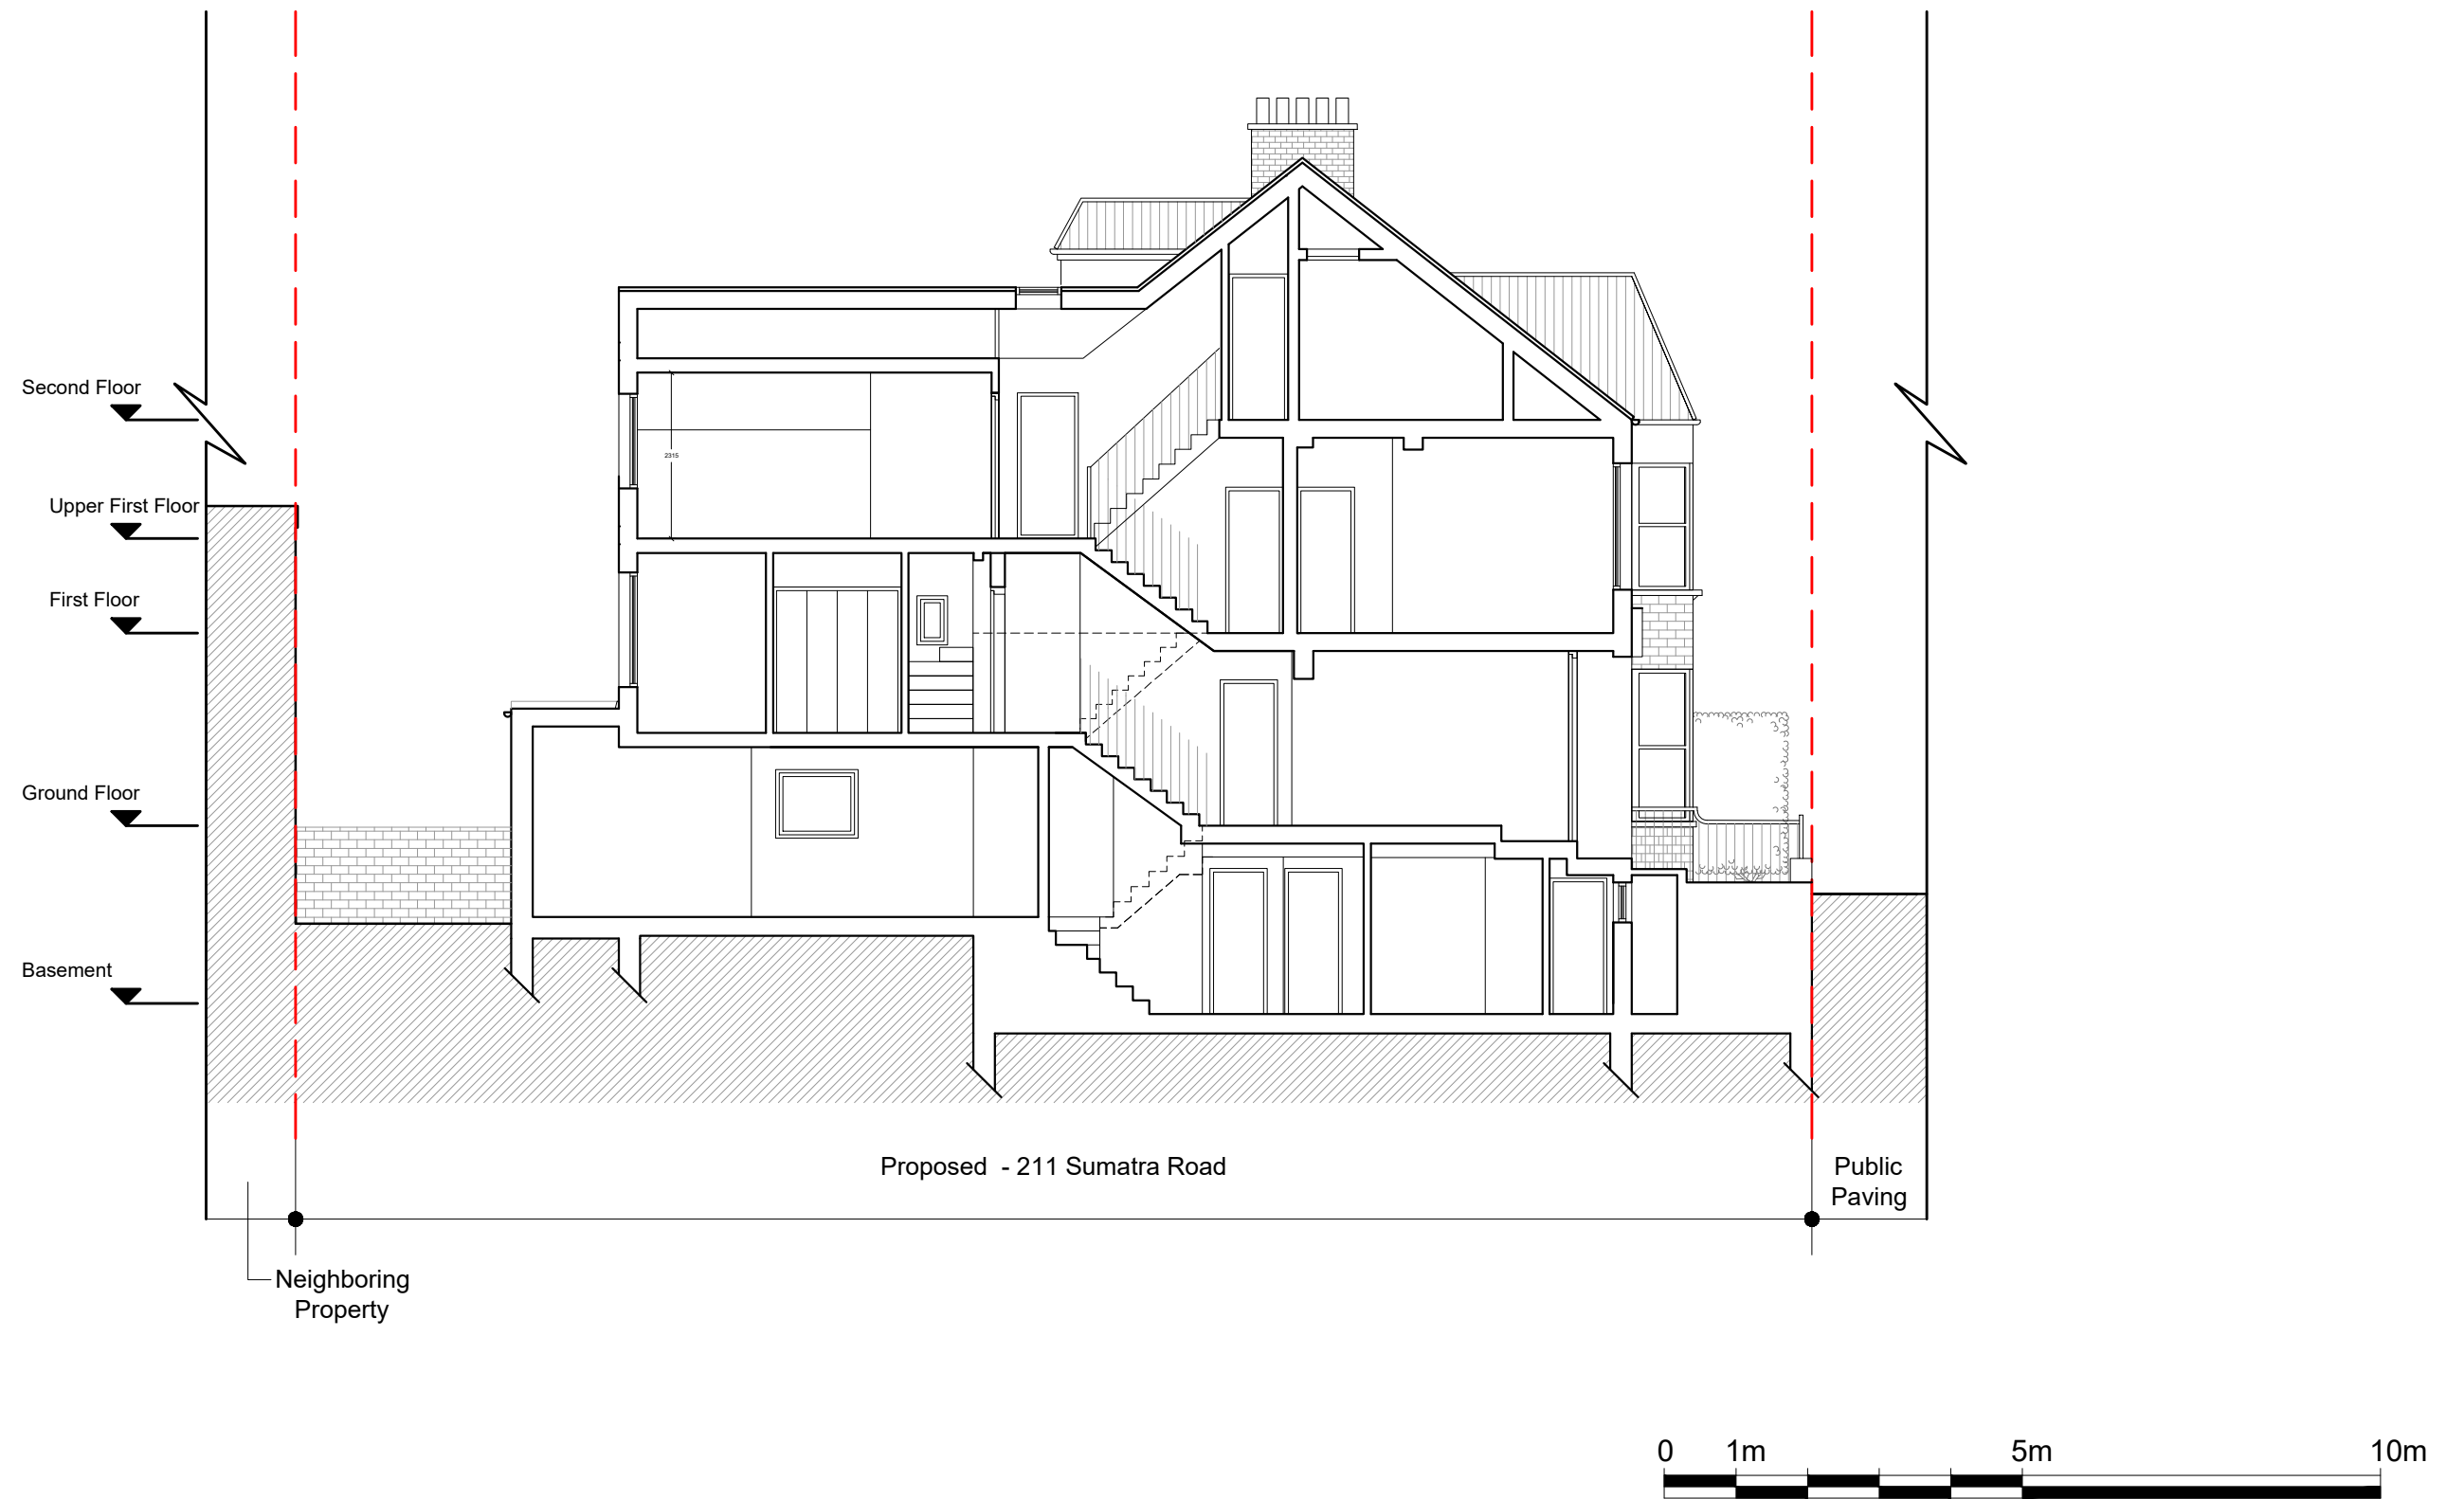 Second Floor
Upper First Floor
2315
First Floor
Ground Floor
Basement
Proposed - 211 Sumatra Road
Public
Paving
Neighboring
Property
0 1m 5m 10m